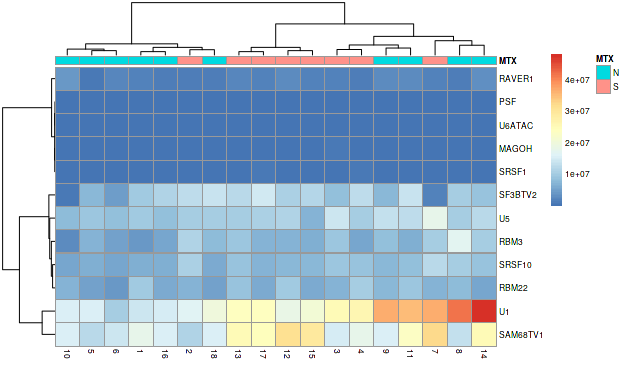 MTX
RAVER1
PSF
U6ATAC
MAGOH
SRSF1
SF3BTV2
U5
RBM3
SRSF10
RBM22
U1
SAM68TV1
10 5 6 1 16 2 18 13 17 12 15 3 4 9 11 7 8 14
4e+07
3e+07
2e+07
1e+07
MTX
N
S